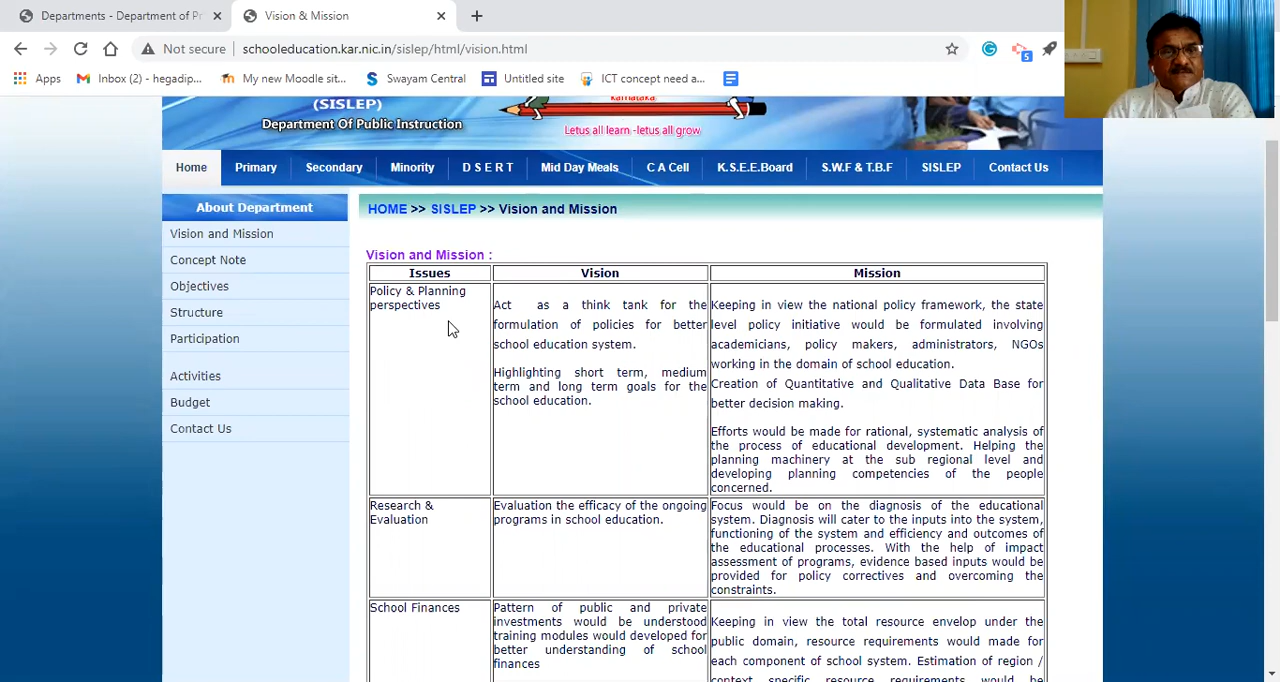 Departments - Department of Pr
Vision & Mission
Not secure
schooleducation.kar.nic.in/sislep/html/vision.html
5
Apps
Inbox (2) - hegadip...
My new Moodle sit...
Swayam Central
Untitled site
ICT concept need a...
(SISLEP)
Department Of Public Instruction
Letus all learn -letus all grow
Home
Primary
Secondary
Minority
D S E R T
Mid Day Meals
C A Cell
K.S.E.E.Board
S.W.F & T.B.F
SISLEP
Contact Us
About Department
Vision and Mission
Concept Note
Objectives
Structure
Participation
Activities
Budget
Contact Us
HOME >> SISLEP >> Vision and Mission
Vision and Mission :
Issues
Vision
Mission
Policy & Planning
perspectives
Act as a think tank for the
formulation of policies for better
school education system.
Highlighting short term, medium
term and long term goals for the
school education.
Keeping in view the national policy framework, the state
level policy initiative would be formulated involving
academicians, policy makers, administrators, NGOs
working in the domain of school education.
Creation of Quantitative and Qualitative Data Base for
better decision making.
Efforts would be made for rational, systematic analysis of
the process of educational development. Helping the
planning machinery at the sub regional level and
developing planning competencies of the people
concerned.
Research &
Evaluation
Evaluation the efficacy of the ongoing
programs in school education.
Focus would be on the diagnosis of the educational
system. Diagnosis will cater to the inputs into the system,
functioning of the system and efficiency and outcomes of
the educational processes. With the help of impact
assessment of programs, evidence based inputs would be
provided for policy correctives and overcoming the
constraints.
School Finances
Pattern of public and private
investments would be understood
training modules would developed for
better understanding of school
finances
Keeping in view the total resource envelop under the
public domain, resource requirements would made for
each component of school system. Estimation of region /
context specific resource requirements would be